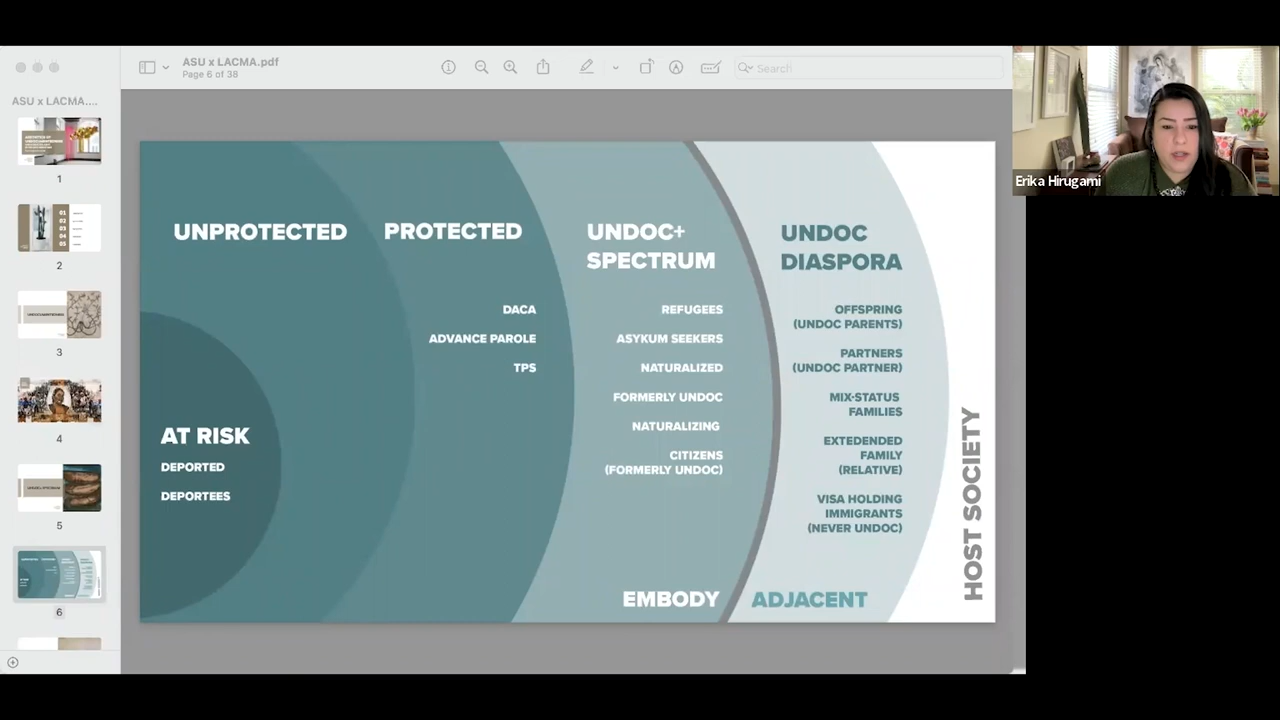 ASU x LACMA.pdf
Page 6 of 38
Search
ASU x LACMA....
1
2
3
4
5
6
UNPROTECTED
AT RISK
DEPORTED
DEPORTEES
PROTECTED
DACA
ADVANCE PAROLE
TPS
UNDOC+
SPECTRUM
REFUGEES
ASYKUM SEEKERS
NATURALIZED
FORMERLY UNDOC
NATURALIZING
CITIZENS
(FORMERLY UNDOC)
EMBODY
UNDOC
DIASPORA
OFFSPRING
(UNDOC PARENTS)
PARTNERS
(UNDOC PARTNER)
MIX-STATUS
FAMILIES
EXTEDENDED
FAMILY
(RELATIVE)
VISA HOLDING
IMMIGRANTS
(NEVER UNDOC)
ADJACENT
HOST SOCIETY
Erika Hirugami